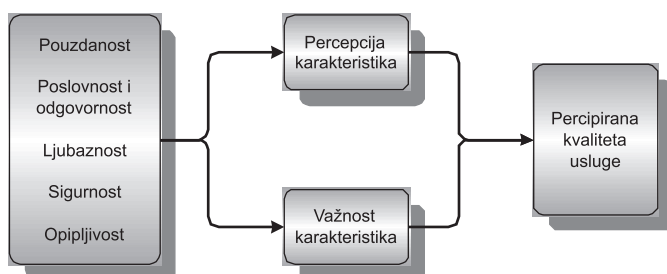 Pouzdanost
Poslovnost i
odgovornost
Ljubaznost
Sigurnost
Opipljivost
Percepcija
karakteristika
Važnost
karakteristika
Percipirana
kvaliteta
usluge